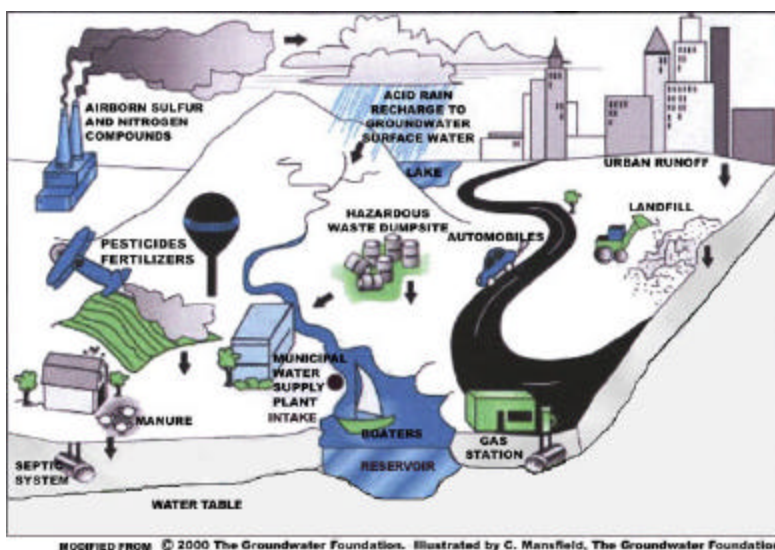 AIRBORN SULFUR
AND NITROGEN
COMPOUNDS
ACID RAIN
RECHARGE TO
GROUNDWATER
SURFACE WATER
LAKE
URBAN RUNOFF
LANDFILL
HAZARDOUS
WASTE DUMPSITE
AUTOMOBILES
PESTICIDES
FERTILIZERS
MUNICIPAL
WATER
SUPPLY
PLANT
INTAKE
MANURE
BOATERS
GAS
STATION
SEPTIC
SYSTEM
RESERVOIR
WATER TABLE
MODIFIED FROM © 2000 The Groundwater Foundation. Illustrated by C. Mansfield, The Groundwater Foundation